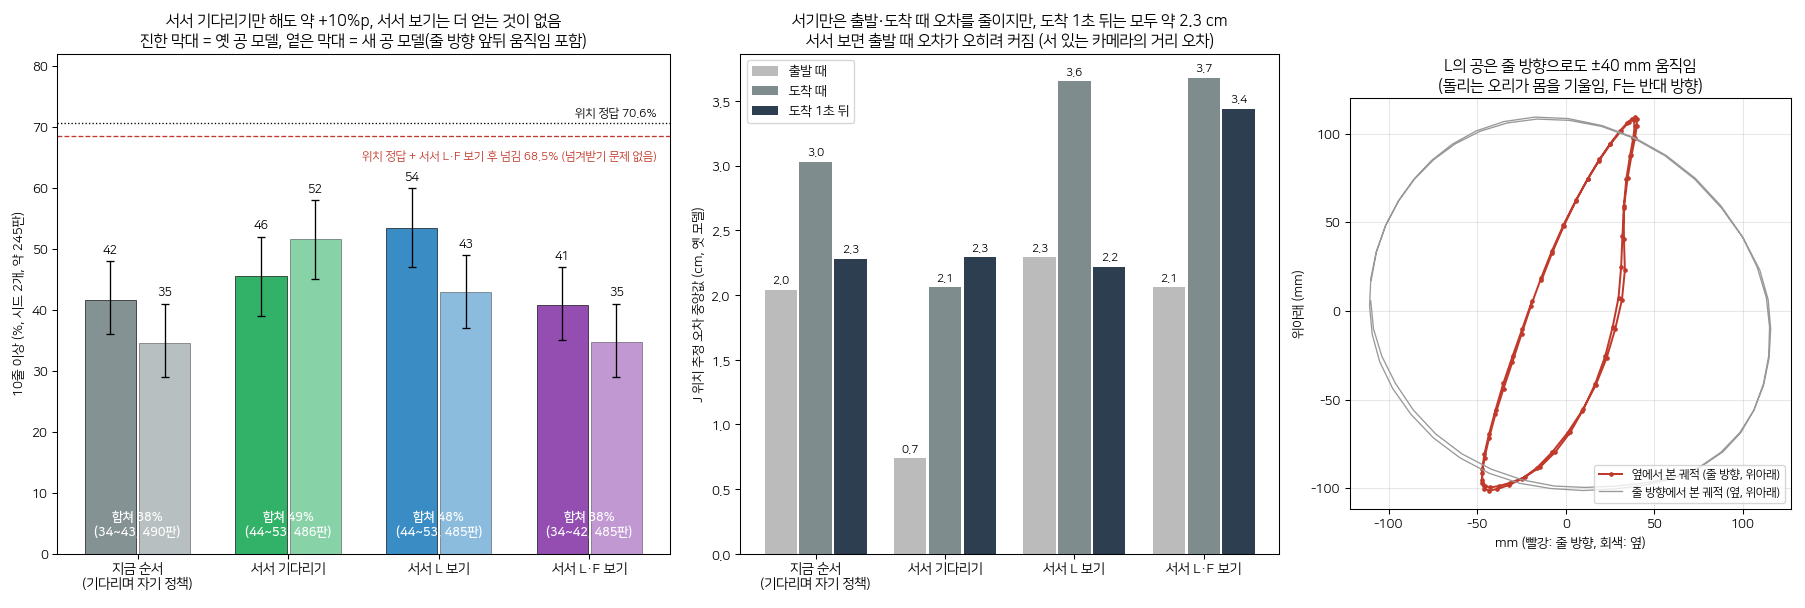 서서 기다리기만 해도 약 +10%p, 서서 보기는 더 얻는 것이 없음
진한 막대 = 옛 공 모델, 옅은 막대 = 새 공 모델(줄 방향 앞뒤 움직임 포함)
10줄 이상 (%, 시드 2개, 약 245판)
80
70
60
50
40
30
20
10
0
위치 정답 70.6%
위치 정답 + 서서 L·F 보기 후 넘김 68.5% (넘겨받기 문제 없음)
42
35
46
52
54
43
41
35
합쳐 38%
(34~43, 490판)
합쳐 49%
(44~53, 486판)
합쳐 48%
(44~53, 485판)
합쳐 38%
(34~42, 485판)
지금 순서
(기다리며 자기 정책)
서서 기다리기
서서 L 보기
서서 L·F 보기
서기만은 출발·도착 때 오차를 줄이지만, 도착 1초 뒤는 모두 약 2.3 cm
서서 보면 출발 때 오차가 오히려 커짐 (서 있는 카메라의 거리 오차)
J 위치 추정 오차 중앙값 (cm, 옛 모델)
3.5
3.0
2.5
2.0
1.5
1.0
0.5
0.0
출발 때
도착 때
도착 1초 뒤
2.0
3.0
2.3
0.7
2.1
2.3
2.3
3.6
2.2
2.1
3.7
3.4
지금 순서
(기다리며 자기 정책)
서서 기다리기
서서 L 보기
서서 L·F 보기
L의 공은 줄 방향으로도 ±40 mm 움직임
(돌리는 오리가 몸을 기울임, F는 반대 방향)
위아래 (mm)
100
50
0
-50
-100
옆에서 본 궤적 (줄 방향, 위아래)
줄 방향에서 본 궤적 (옆, 위아래)
-100
-50
0
50
100
mm (빨강: 줄 방향, 회색: 옆)